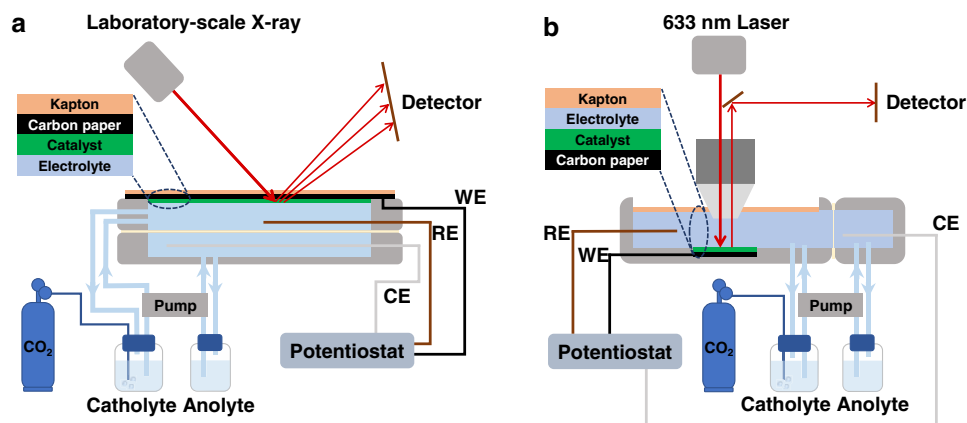 a
Laboratory-scale X-ray
Kapton
Carbon paper
Catalyst
Electrolyte
Detector
WE
RE
CE
Pump
CO2
Potentiostat
Catholyte Anolyte
b
633 nm Laser
Kapton
Electrolyte
Catalyst
Carbon paper
Detector
RE
WE
CE
Pump
Potentiostat
CO2
Catholyte Anolyte